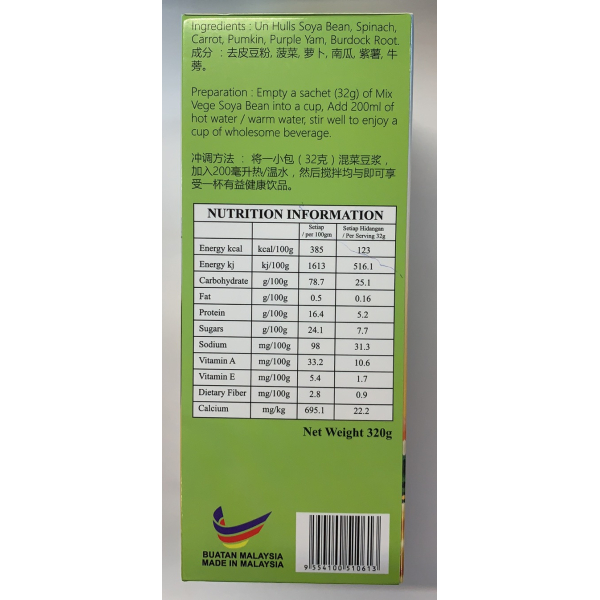 Ingredients : Un Hulls Soya Bean, Spinach,
Carrot, Pumkin, Purple Yam, Burdock Root.
成分 ：去皮豆粉, 菠菜, 萝卜, 南瓜, 紫薯, 牛
蒡。
Preparation : Empty a sachet (32g) of Mix
Vege Soya Bean into a cup, Add 200ml of
hot water / warm water, stir well to enjoy a
cup of wholesome beverage.
冲调方法 ： 将一小包（32克）混菜豆浆，
加入200毫升热/温水，然后搅拌均与即可享
受一杯有益健康饮品。
NUTRITION INFORMATION
Setiap / per 100gm Setiap Hidangan / Per Serving 32g
Energy kcal kcal/100g 385 123
Energy kj kj/100g 1613 516.1
Carbohydrate g/100g 78.7 25.1
Fat g/100g 0.5 0.16
Protein g/100g 16.4 5.2
Sugars g/100g 24.1 7.7
Sodium mg/100g 98 31.3
Vitamin A mg/100g 33.2 10.6
Vitamin E mg/100g 5.4 1.7
Dietary Fiber mg/100g 2.8 0.9
Calcium mg/kg 695.1 22.2
Net Weight 320g
BUATAN MALAYSIA
MADE IN MALAYSIA
9 554100 510613